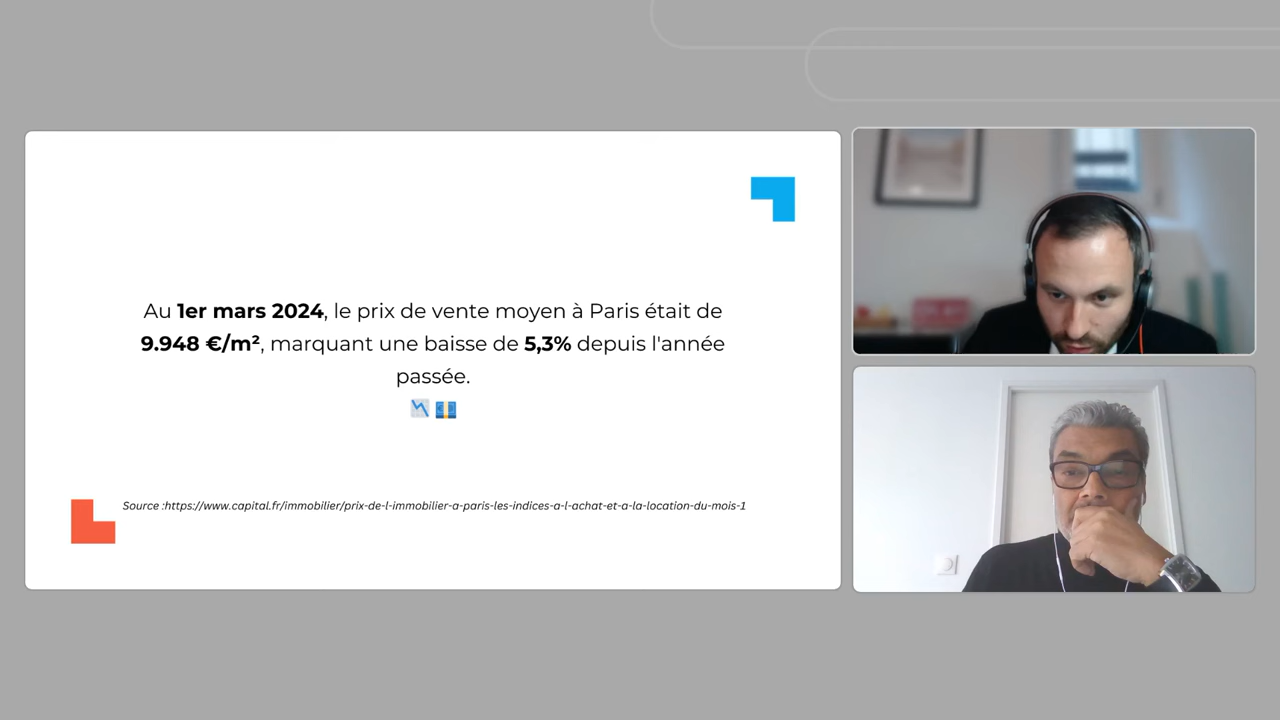 Au 1er mars 2024, le prix de vente moyen à Paris était de
9.948 €/m², marquant une baisse de 5,3% depuis l'année
passée.
Source :https://www.capital.fr/immobilier/prix-de-l-immobilier-a-paris-les-indices-a-l-achat-et-a-la-location-du-mois-1